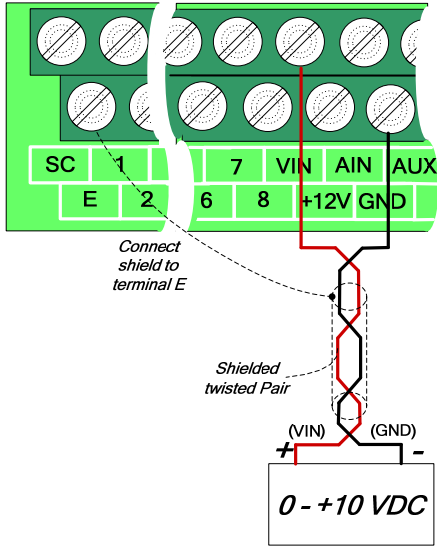 SC 1 7 VIN AIN AUX
E 2 6 8 +12V GND
Connect
shield to
terminal E
Shielded
twisted Pair
(VIN) (GND)
+ -
0 - +10 VDC